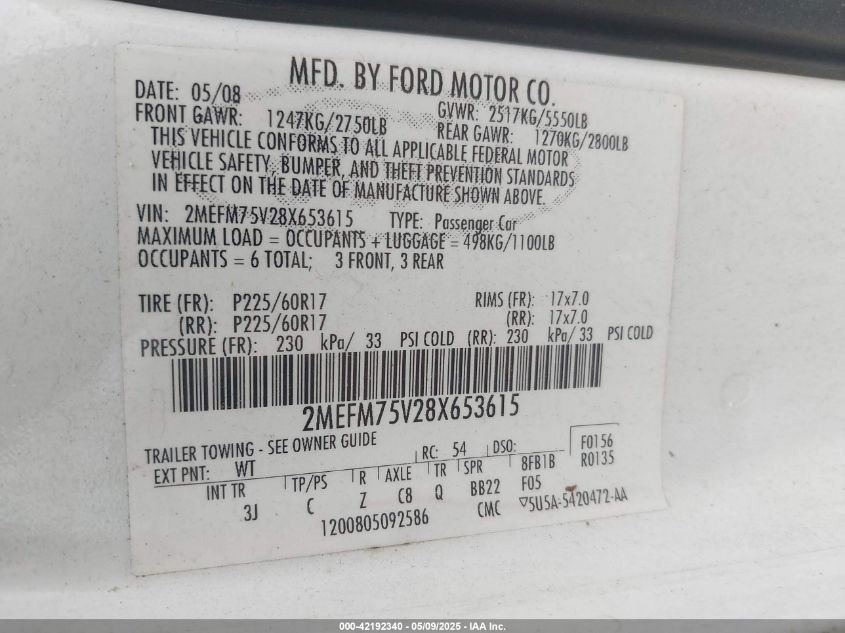 MFD. BY FORD MOTOR CO.
DATE: 05/08 GVWR: 2517KG/5550LB
FRONT GAWR: 1247KG/2750LB REAR GAWR: 1270KG/2800LB
THIS VEHICLE CONFORMS TO ALL APPLICABLE FEDERAL MOTOR
VEHICLE SAFETY, BUMPER, AND THEFT PREVENTION STANDARDS
IN EFFECT ON THE DATE OF MANUFACTURE SHOWN ABOVE.
VIN: 2MEFM75V28X653615 TYPE: Passenger Car
MAXIMUM LOAD = OCCUPANTS + LUGGAGE = 498KG/1100LB
OCCUPANTS = 6 TOTAL; 3 FRONT, 3 REAR
TIRE (FR): P225/60R17 RIMS (FR): 17x7.0
(RR): P225/60R17 (RR): 17x7.0
PRESSURE (FR): 230 kPa/ 33 PSI COLD (RR): 230 kPa/ 33 PSI COLD
2MEFM75V28X653615
TRAILER TOWING - SEE OWNER GUIDE
EXT PNT: WT RC: 54 DSO: F0156
R0135
INT TR TP/PS R AXLE TR SPR 8FB1B
3J C Z C8 Q BB22 F05
1200805092586 CMC ▽5U5A-5420472-AA
000-42192340 - 05/09/2025 - IAA Inc.